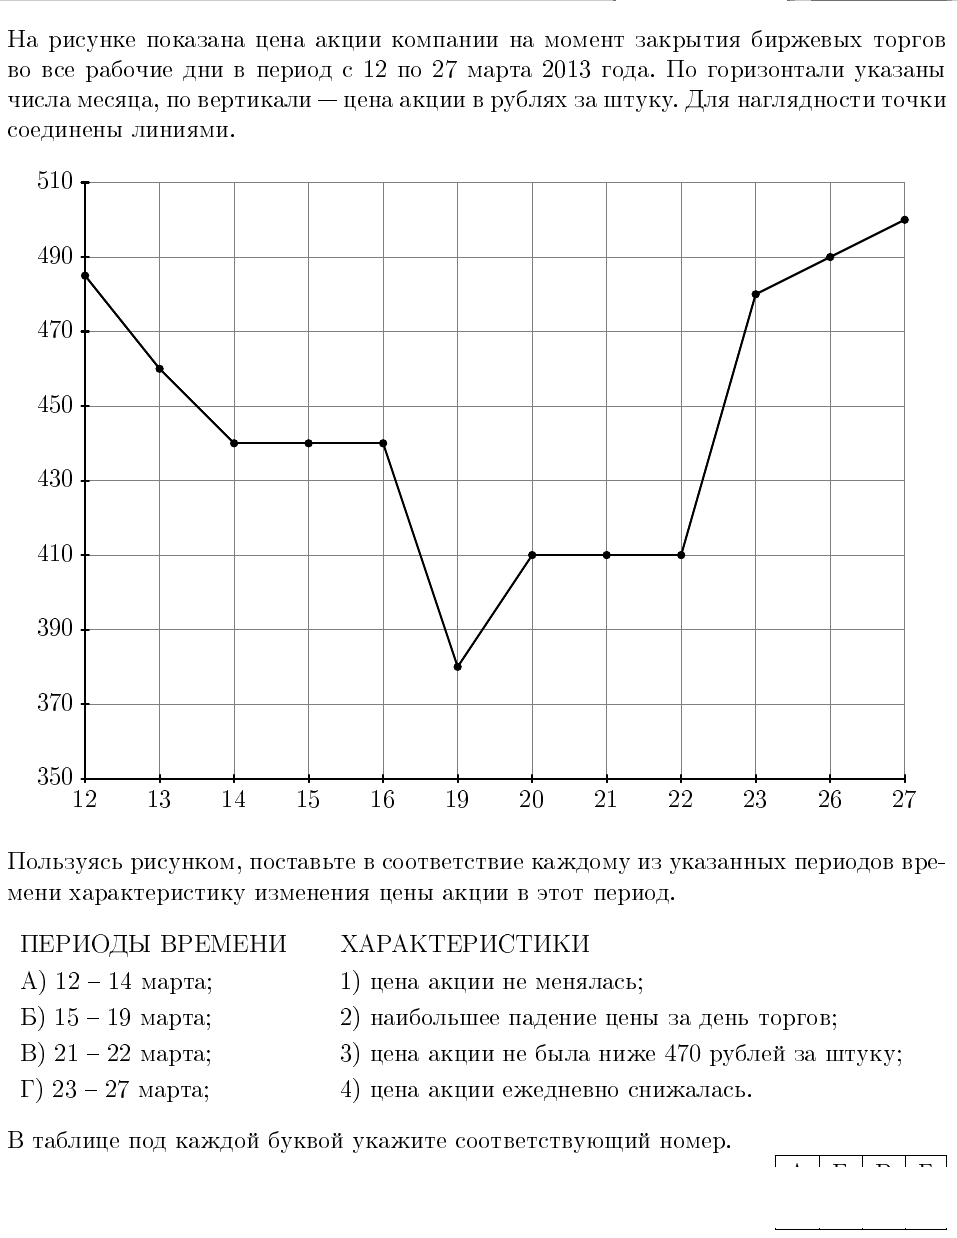 На рисунке показана цена акции компании на момент закрытия биржевых торгов
во все рабочие дни в период с 12 по 27 марта 2013 года. По горизонтали указаны
числа месяца, по вертикали — цена акции в рублях за штуку. Для наглядности точки
соединены линиями.
510
490
470
450
430
410
390
370
350
12 13 14 15 16 19 20 21 22 23 26 27
Пользуясь рисунком, поставьте в соответствие каждому из указанных периодов вре-
мени характеристику изменения цены акции в этот период.
ПЕРИОДЫ ВРЕМЕНИ ХАРАКТЕРИСТИКИ
А) 12 – 14 марта; 1) цена акции не менялась;
Б) 15 – 19 марта; 2) наибольшее падение цены за день торгов;
В) 21 – 22 марта; 3) цена акции не была ниже 470 рублей за штуку;
Г) 23 – 27 марта; 4) цена акции ежедневно снижалась.
В таблице под каждой буквой укажите соответствующий номер.